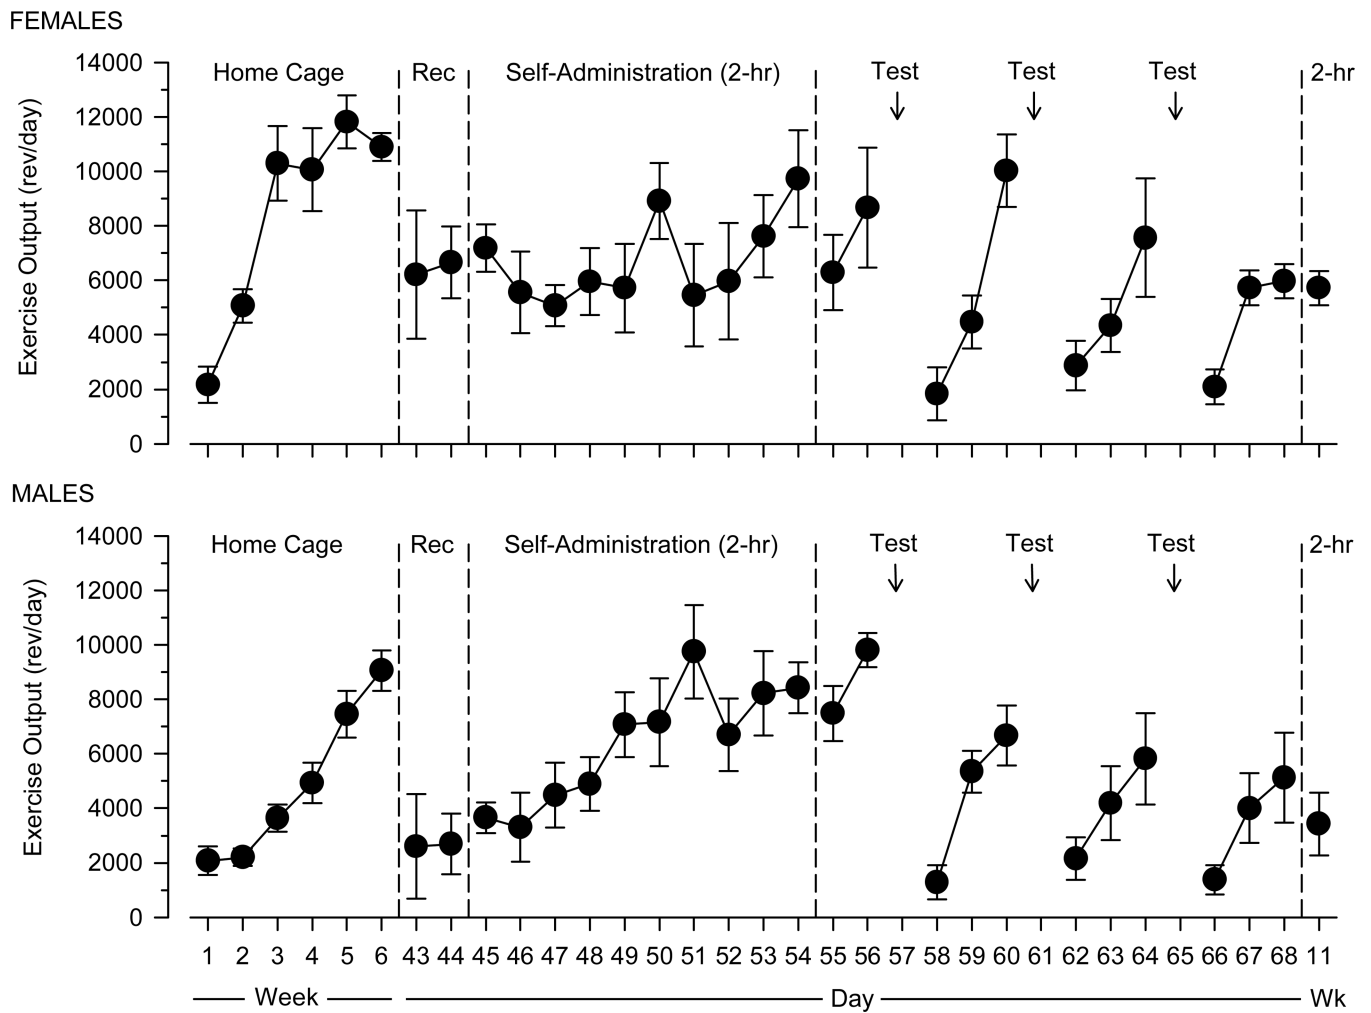 FEMALES
14000
12000
10000
8000
6000
4000
2000
0
Exercise Output (rev/day)
Home Cage
Rec
Self-Administration (2-hr)
Test
Test
Test
2-hr
MALES
14000
12000
10000
8000
6000
4000
2000
0
Exercise Output (rev/day)
Home Cage
Rec
Self-Administration (2-hr)
Test
Test
Test
2-hr
1 2 3 4 5 6 43 44 45 46 47 48 49 50 51 52 53 54 55 56 57 58 59 60 61 62 63 64 65 66 67 68 11
Week Day Wk